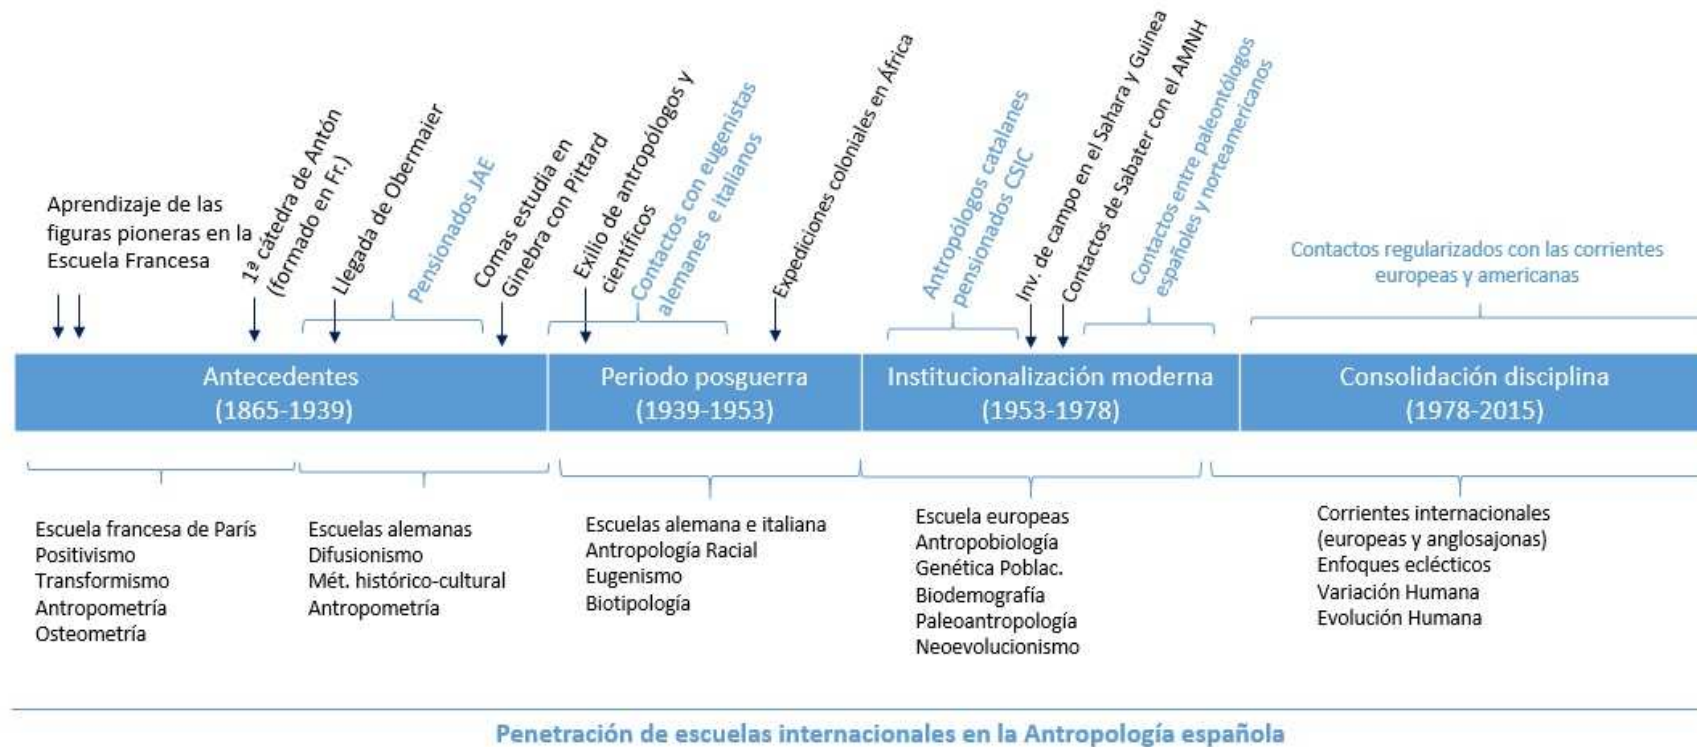 Aprendizaje de las
figuras pioneras en la
Escuela Francesa
1ª cátedra de Antón
(formado en Fr.)
Llegada de Obermaier
Pensionados JAE
Comas estudia en
Ginebra con Pittard
Exilio de antropólogos y
científicos
Contactos con eugenistas
alemanes e italianos
Expediciones coloniales en África
Antropólogos catalanes
pensionados CSIC
Inv. de campo en el Sahara y Guinea
Contactos de Sabater con el AMNH
Contactos entre paleontólogos
españoles y norteamericanos
Contactos regularizados con las corrientes
europeas y americanas
Antecedentes
(1865-1939)
Periodo posguerra
(1939-1953)
Institucionalización moderna
(1953-1978)
Consolidación disciplina
(1978-2015)
Escuela francesa de París
Positivismo
Transformismo
Antropometría
Osteometría
Escuelas alemanas
Difusionismo
Mét. histórico-cultural
Antropometría
Escuelas alemana e italiana
Antropología Racial
Eugenismo
Biotipología
Escuela europeas
Antropobiología
Genética Poblac.
Biodemografía
Paleoantropología
Neoevolucionismo
Corrientes internacionales
(europeas y anglosajonas)
Enfoques eclécticos
Variación Humana
Evolución Humana
Penetración de escuelas internacionales en la Antropología española